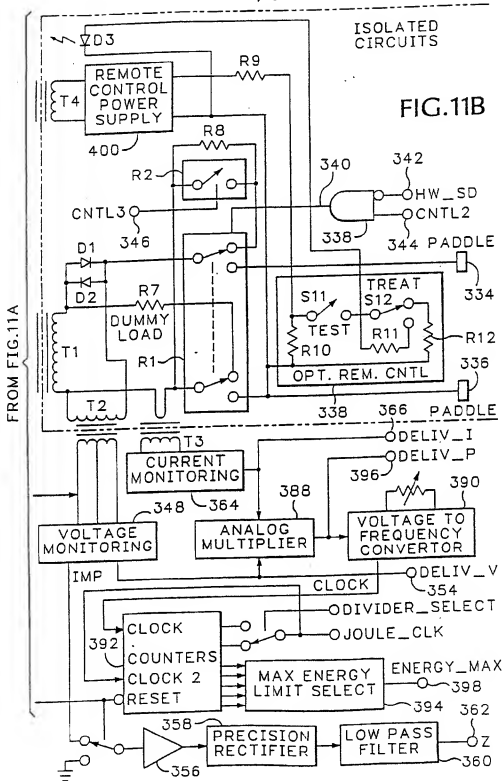 ISOLATED
CIRCUITS
FIG.11B
FROM FIG.11A
D3
T4
REMOTE
CONTROL
POWER
SUPPLY
400
R9
R8
R2
CNTL3
346
340
342
HW_SD
338
CNTL2
344
PADDLE
334
D1
D2
R7
DUMMY
LOAD
T1
R1
S11
TEST
TREAT
S12
R10
R11
R12
OPT. REM. CNTL
338
336
PADDLE
T2
T3
CURRENT
MONITORING
364
366
DELIV_I
DELIV_P
396
388
390
VOLTAGE
MONITORING
348
ANALOG
MULTIPLIER
VOLTAGE TO
FREQUENCY
CONVERTOR
IMP
CLOCK
DELIV_V
354
DIVIDER_SELECT
JOULE_CLK
CLOCK
392
COUNTERS
CLOCK 2
RESET
MAX ENERGY
LIMIT SELECT
394
ENERGY_MAX
398
356
358
PRECISION
RECTIFIER
LOW PASS
FILTER
360
362
Z